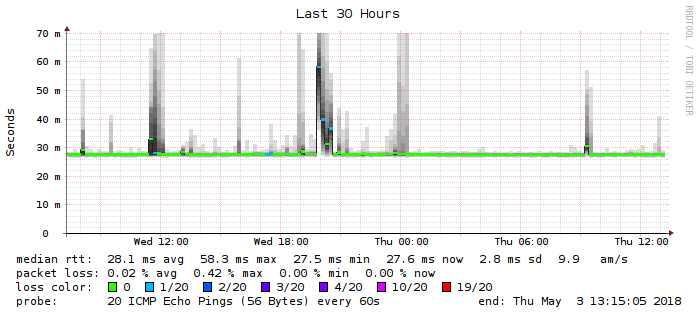 Last 30 Hours
RRDTOOL / TOBI OETIKER
Seconds
70 m
60 m
50 m
40 m
30 m
20 m
10 m
0
Wed 12:00 Wed 18:00 Thu 00:00 Thu 06:00 Thu 12:00
median rtt: 28.1 ms avg 58.3 ms max 27.5 ms min 27.6 ms now 2.8 ms sd 9.9 am/s
packet loss: 0.02 % avg 0.42 % max 0.00 % min 0.00 % now
loss color: 0 1/20 2/20 3/20 4/20 10/20 19/20
probe: 20 ICMP Echo Pings (56 Bytes) every 60s end: Thu May 3 13:15:05 2018